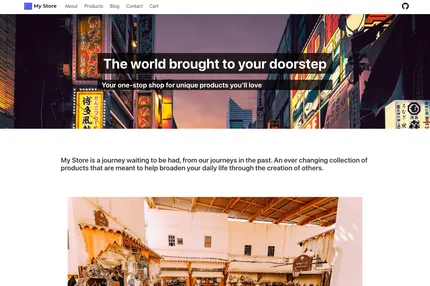 My Store
About
Products
Blog
Contact
Cart
The world brought to your doorstep
Your one-stop shop for unique products you'll love
My Store is a journey waiting to be had, from our journeys in the past. An ever changing collection of
products that are meant to help broaden your daily life through the creation of others.